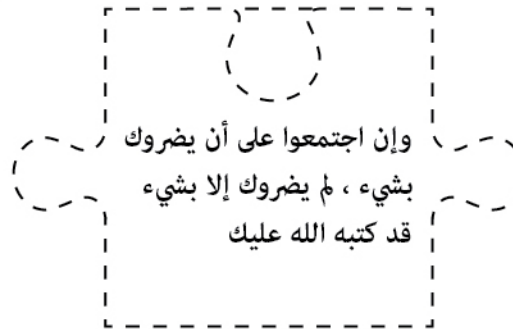 وإن اجتمعوا على أن يضروك
بشيء ، لم يضروك إلا بشيء
قد كتبه الله عليك